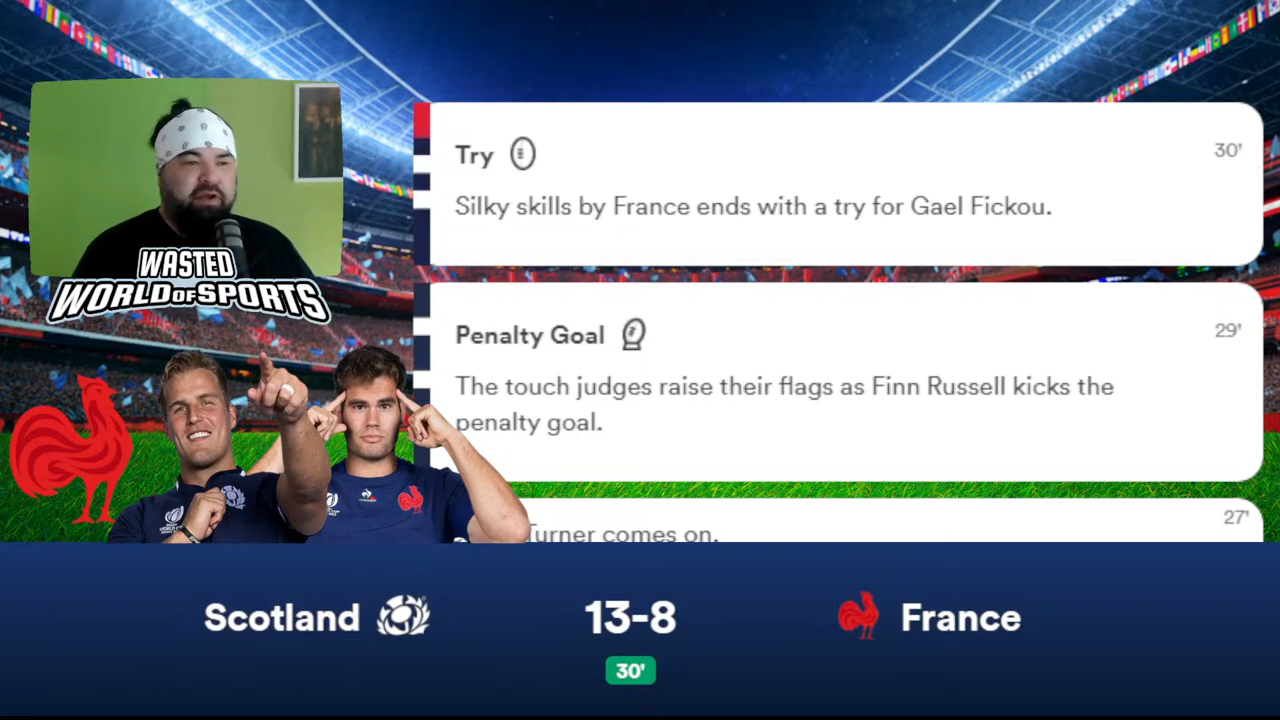 Try
30'
Silky skills by France ends with a try for Gael Fickou.
Penalty Goal
29'
The touch judges raise their flags as Finn Russell kicks the
penalty goal.
27'
Turner comes on.
WASTED
WORLD OF SPORTS
Scotland
13-8
France
30'